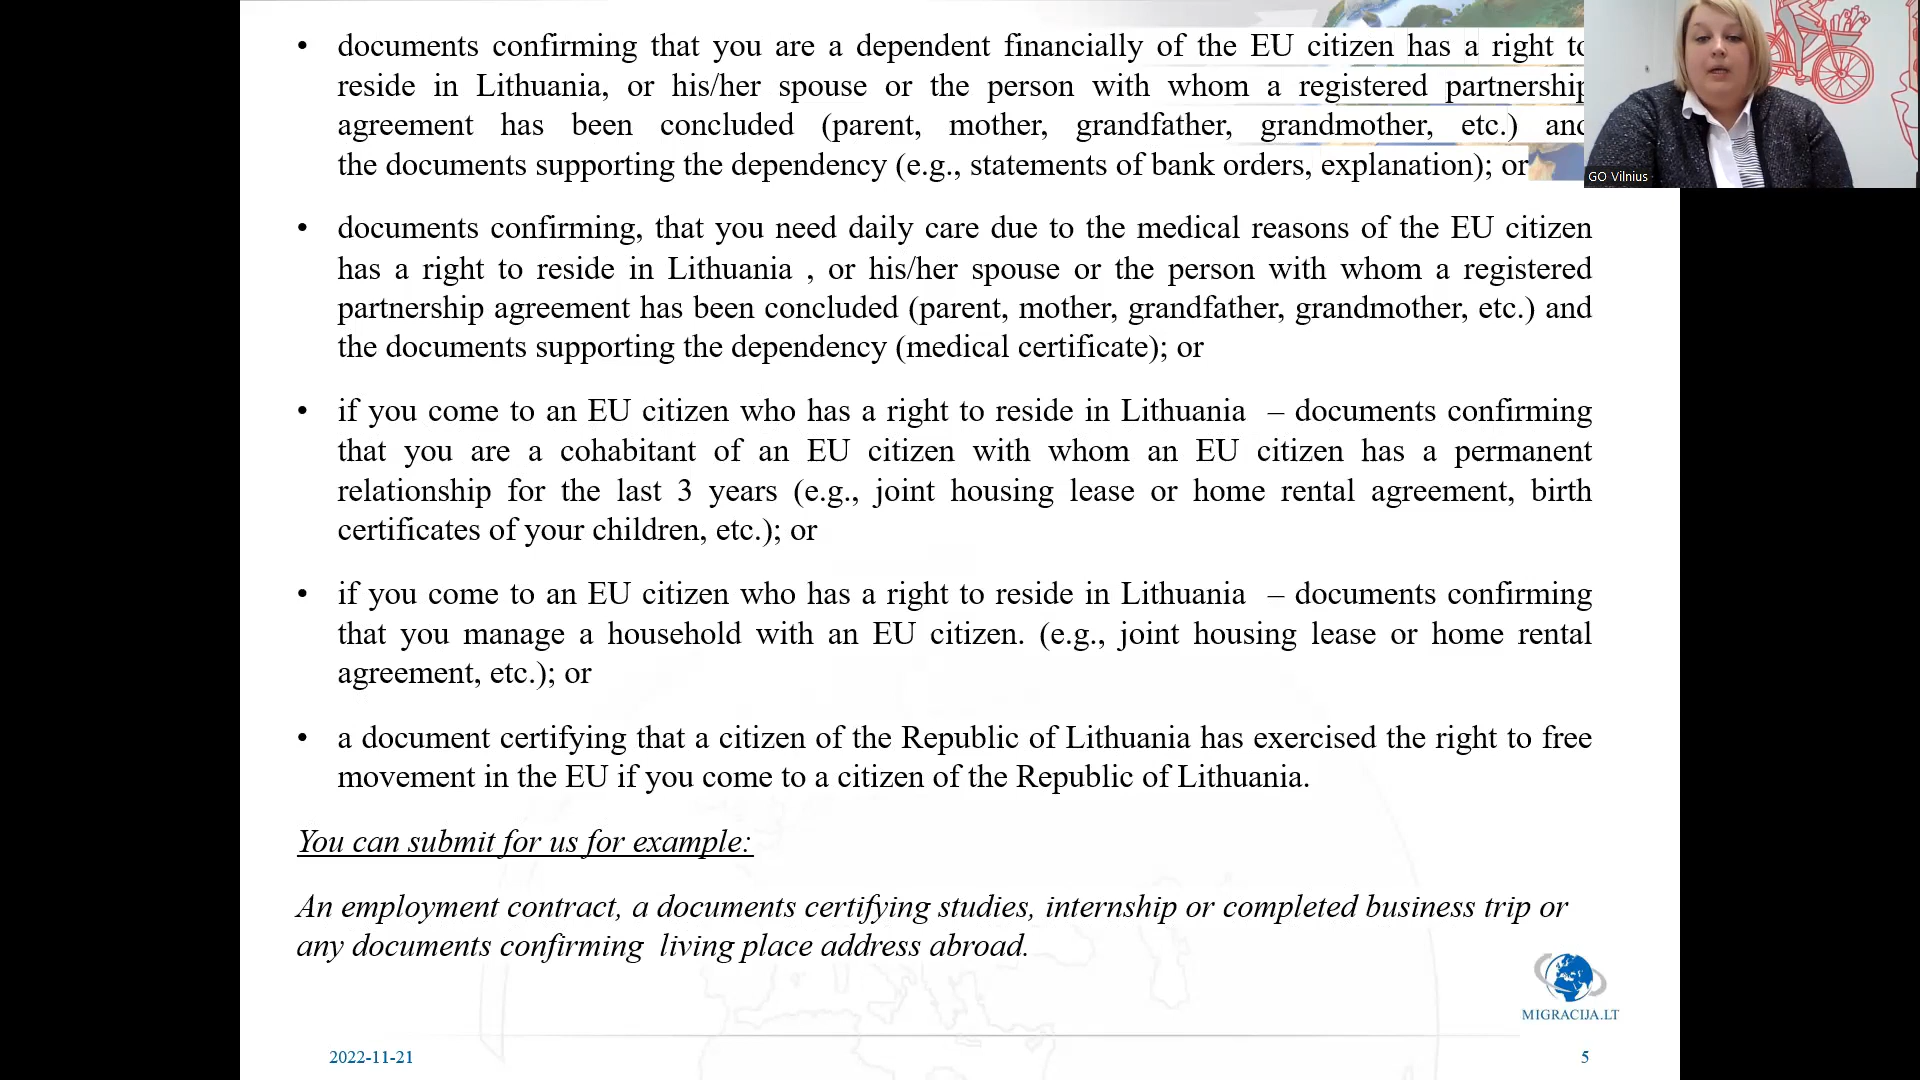 • documents confirming that you are a dependent financially of the EU citizen has a right to
reside in Lithuania, or his/her spouse or the person with whom a registered partnership
agreement has been concluded (parent, mother, grandfather, grandmother, etc.) and
the documents supporting the dependency (e.g., statements of bank orders, explanation); or
• documents confirming, that you need daily care due to the medical reasons of the EU citizen
has a right to reside in Lithuania , or his/her spouse or the person with whom a registered
partnership agreement has been concluded (parent, mother, grandfather, grandmother, etc.) and
the documents supporting the dependency (medical certificate); or
• if you come to an EU citizen who has a right to reside in Lithuania – documents confirming
that you are a cohabitant of an EU citizen with whom an EU citizen has a permanent
relationship for the last 3 years (e.g., joint housing lease or home rental agreement, birth
certificates of your children, etc.); or
• if you come to an EU citizen who has a right to reside in Lithuania – documents confirming
that you manage a household with an EU citizen. (e.g., joint housing lease or home rental
agreement, etc.); or
• a document certifying that a citizen of the Republic of Lithuania has exercised the right to free
movement in the EU if you come to a citizen of the Republic of Lithuania.
You can submit for us for example:
An employment contract, a documents certifying studies, internship or completed business trip or
any documents confirming living place address abroad.
GO Vilnius
MIGRACIJA.LT
2022-11-21
5